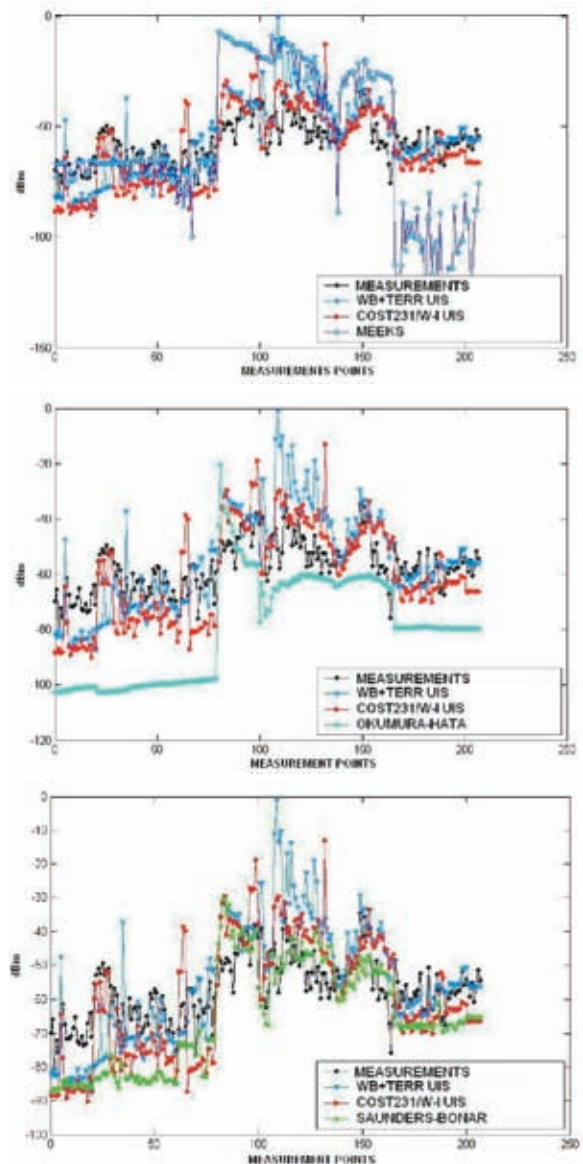 0
-50
-100
-150
dBm
0
50
100
150
200
250
MEASUREMENTS POINTS
MEASUREMENTS
WB+TERR UIS
COST231/W-I UIS
MEEKS
0
-20
-40
-60
-80
-100
-120
dBm
0
50
100
150
200
250
MEASUREMENT POINTS
MEASUREMENTS
WB+TERR UIS
COST231/W-I UIS
OKUMURA-HATA
0
-10
-20
-30
-40
-50
-60
-70
-80
-90
-100
dBm
0
50
100
150
200
250
MEASUREMENT POINTS
MEASUREMENTS
WB+TERR UIS
COST231/W-I UIS
SAUNDERS-BONAR